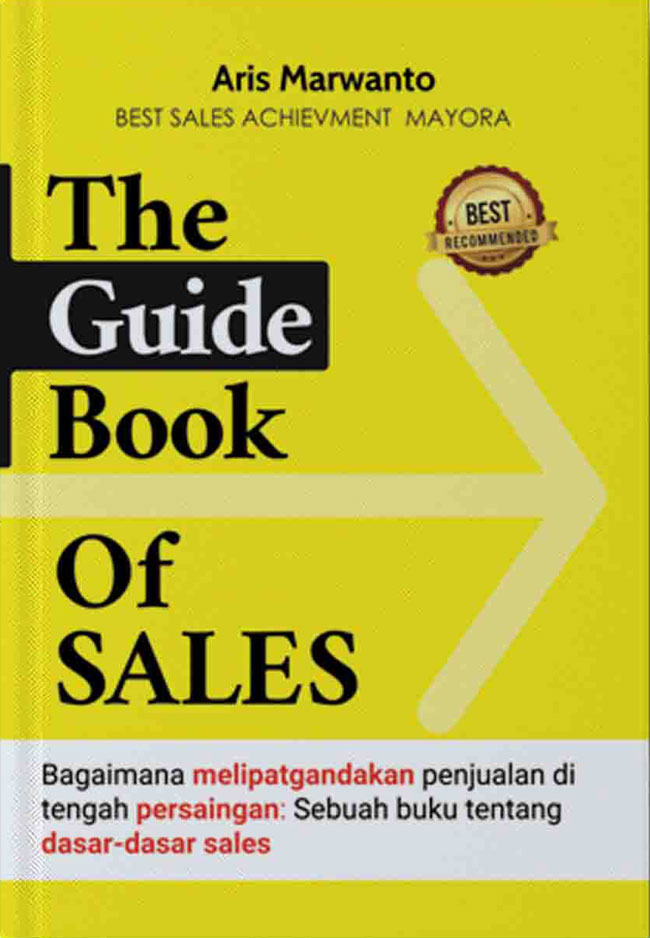 Aris Marwanto
BEST SALES ACHIEVMENT MAYORA
The
BEST
RECOMMENDED
Guide
Book
Of
SALES
Bagaimana melipatgandakan penjualan di
tengah persaingan: Sebuah buku tentang
dasar-dasar sales